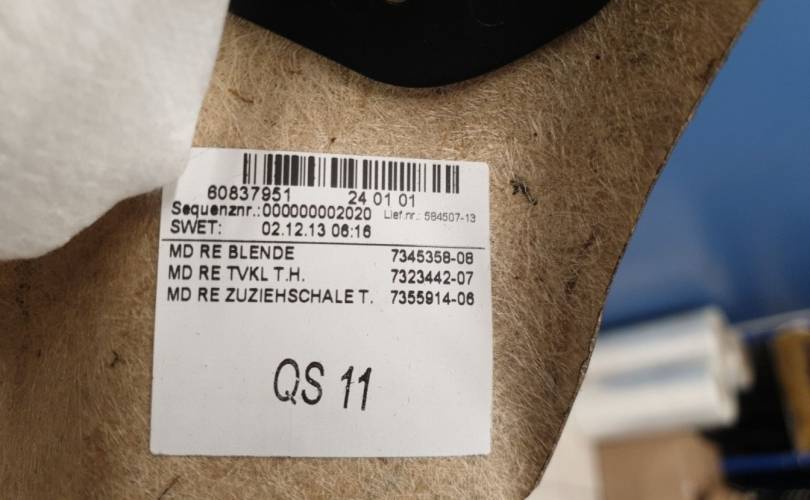 60837951 24 01 01
Sequenznr.:000000002020 Lief.nr.: 584507-13
SWET: 02.12.13 06:16
MD RE BLENDE 7345358-08
MD RE TVKL T.H. 7323442-07
MD RE ZUZIEHSCHALE T. 7355914-06
QS 11